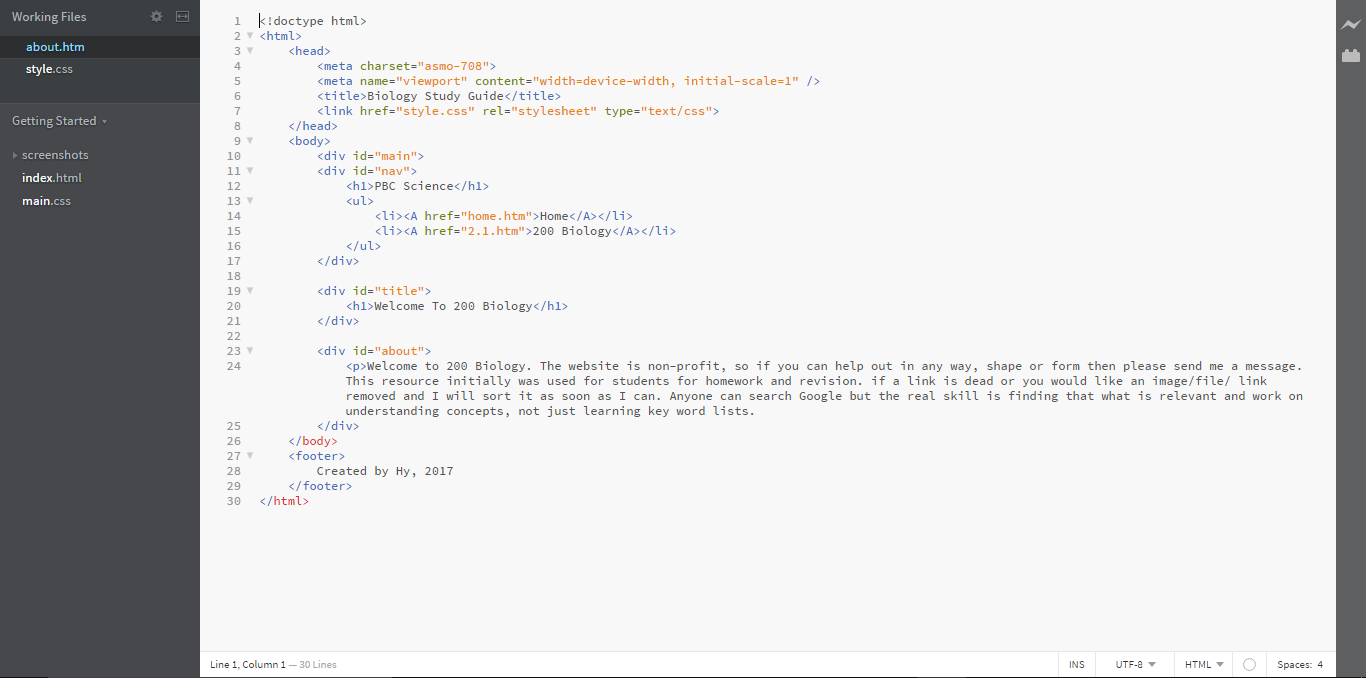 Working Files
about.htm
style.css
Getting Started
screenshots
index.html
main.css
1 <!doctype html>
2 <html>
3 <head>
4 <meta charset="asmo-708">
5 <meta name="viewport" content="width=device-width, initial-scale=1" />
6 <title>Biology Study Guide</title>
7 <link href="style.css" rel="stylesheet" type="text/css">
8 </head>
9 <body>
10 <div id="main">
11 <div id="nav">
12 <h1>PBC Science</h1>
13 <ul>
14 <li><A href="home.htm">Home</A></li>
15 <li><A href="2.1.htm">200 Biology</A></li>
16 </ul>
17 </div>
18
19 <div id="title">
20 <h1>Welcome To 200 Biology</h1>
21 </div>
22
23 <div id="about">
24 <p>Welcome to 200 Biology. The website is non-profit, so if you can help out in any way, shape or form then please send me a message.
This resource initially was used for students for homework and revision. if a link is dead or you would like an image/file/ link
removed and I will sort it as soon as I can. Anyone can search Google but the real skill is finding that what is relevant and work on
understanding concepts, not just learning key word lists.
25 </div>
26 </body>
27 <footer>
28 Created by Hy, 2017
29 </footer>
30 </html>
Line 1, Column 1 — 30 Lines
INS
UTF-8
HTML
Spaces: 4